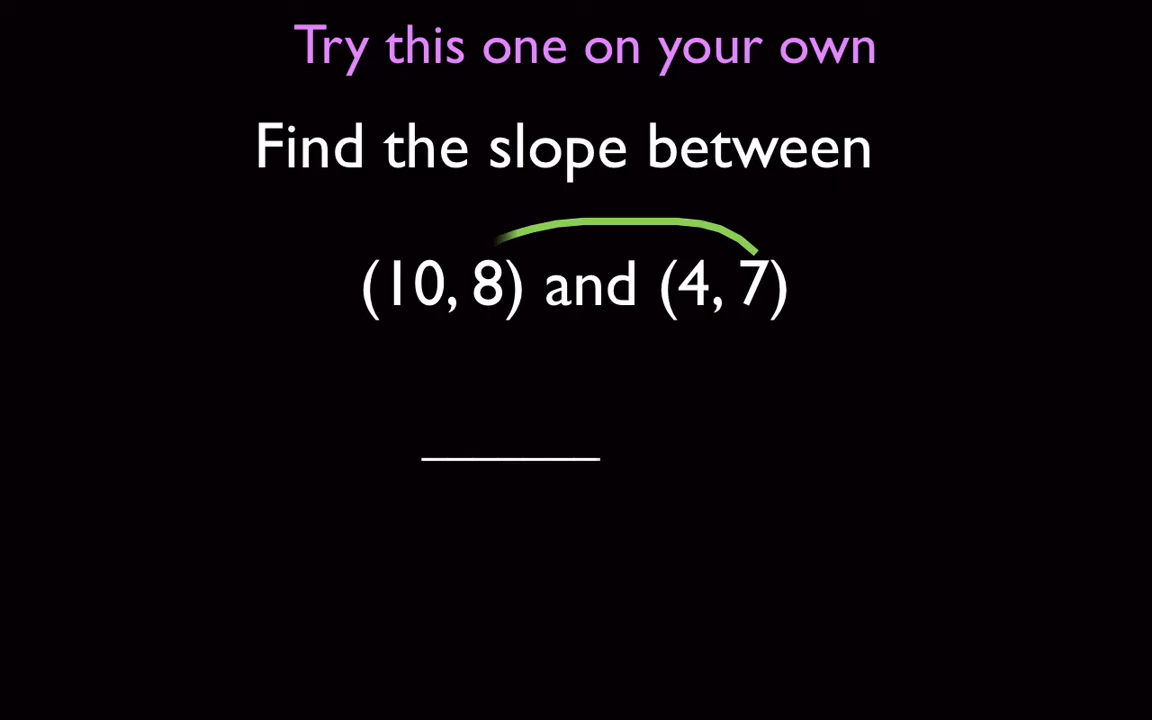 Try this one on your own
Find the slope between
(10, 8) and (4, 7)